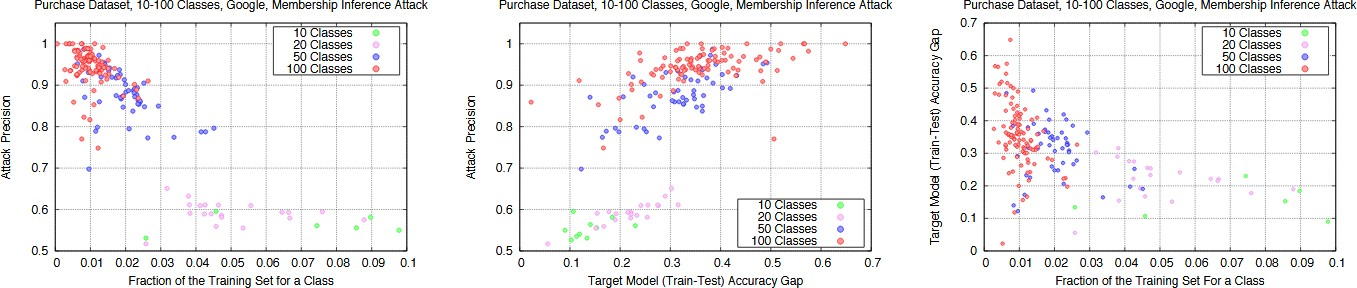 Purchase Dataset, 10-100 Classes, Google, Membership Inference Attack
Attack Precision
1
0.9
0.8
0.7
0.6
0.5
10 Classes
20 Classes
50 Classes
100 Classes
0 0.01 0.02 0.03 0.04 0.05 0.06 0.07 0.08 0.09 0.1
Fraction of the Training Set for a Class
Purchase Dataset, 10-100 Classes, Google, Membership Inference Attack
Attack Precision
1
0.9
0.8
0.7
0.6
0.5
10 Classes
20 Classes
50 Classes
100 Classes
0 0.1 0.2 0.3 0.4 0.5 0.6 0.7
Target Model (Train-Test) Accuracy Gap
Purchase Dataset, 10-100 Classes, Google, Membership Inference Attack
Target Model (Train-Test) Accuracy Gap
0.7
0.6
0.5
0.4
0.3
0.2
0.1
0
10 Classes
20 Classes
50 Classes
100 Classes
0 0.01 0.02 0.03 0.04 0.05 0.06 0.07 0.08 0.09 0.1
Fraction of the Training Set For a Class